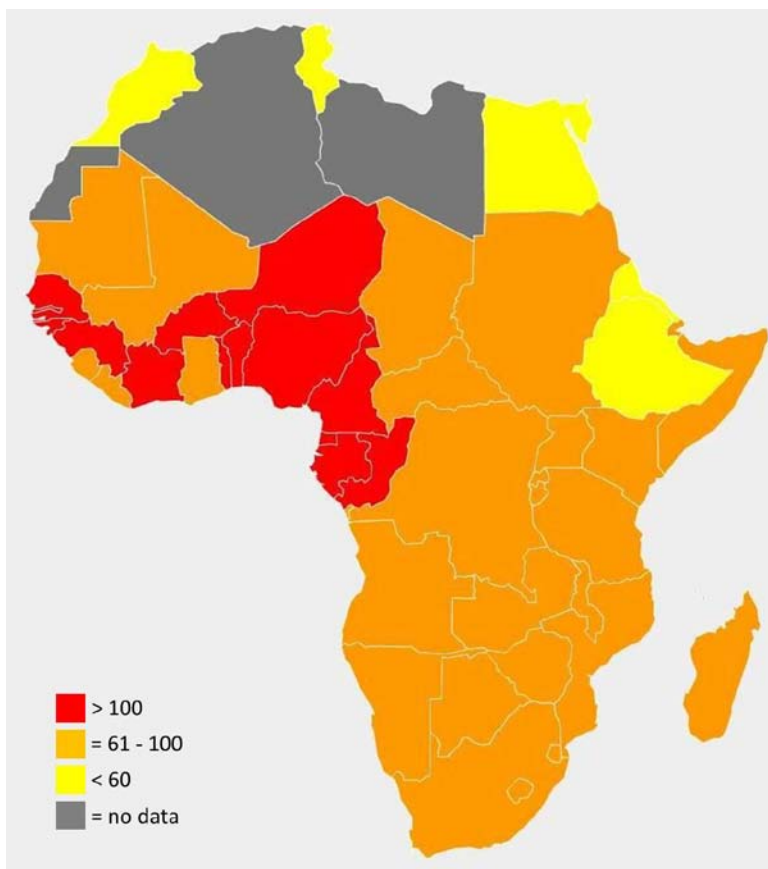 > 100
= 61 - 100
< 60
= no data